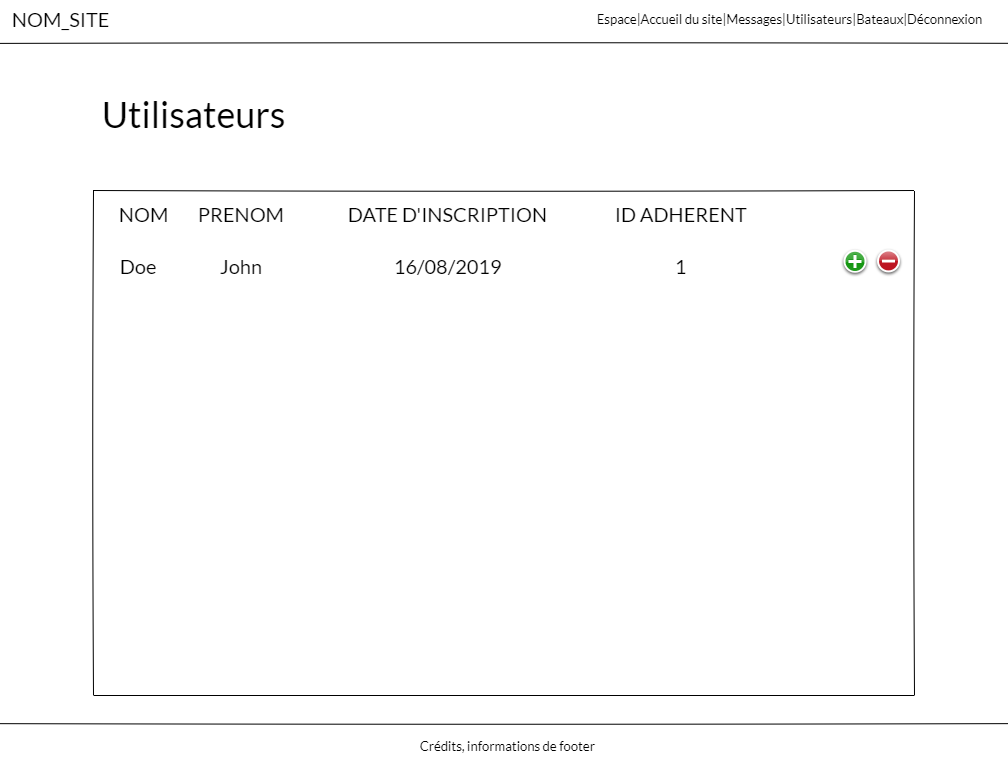 NOM_SITE
Espace|Accueil du site|Messages|Utilisateurs|Bateaux|Déconnexion
Utilisateurs
NOM PRENOM DATE D'INSCRIPTION ID ADHERENT
Doe John 16/08/2019 1
Crédits, informations de footer